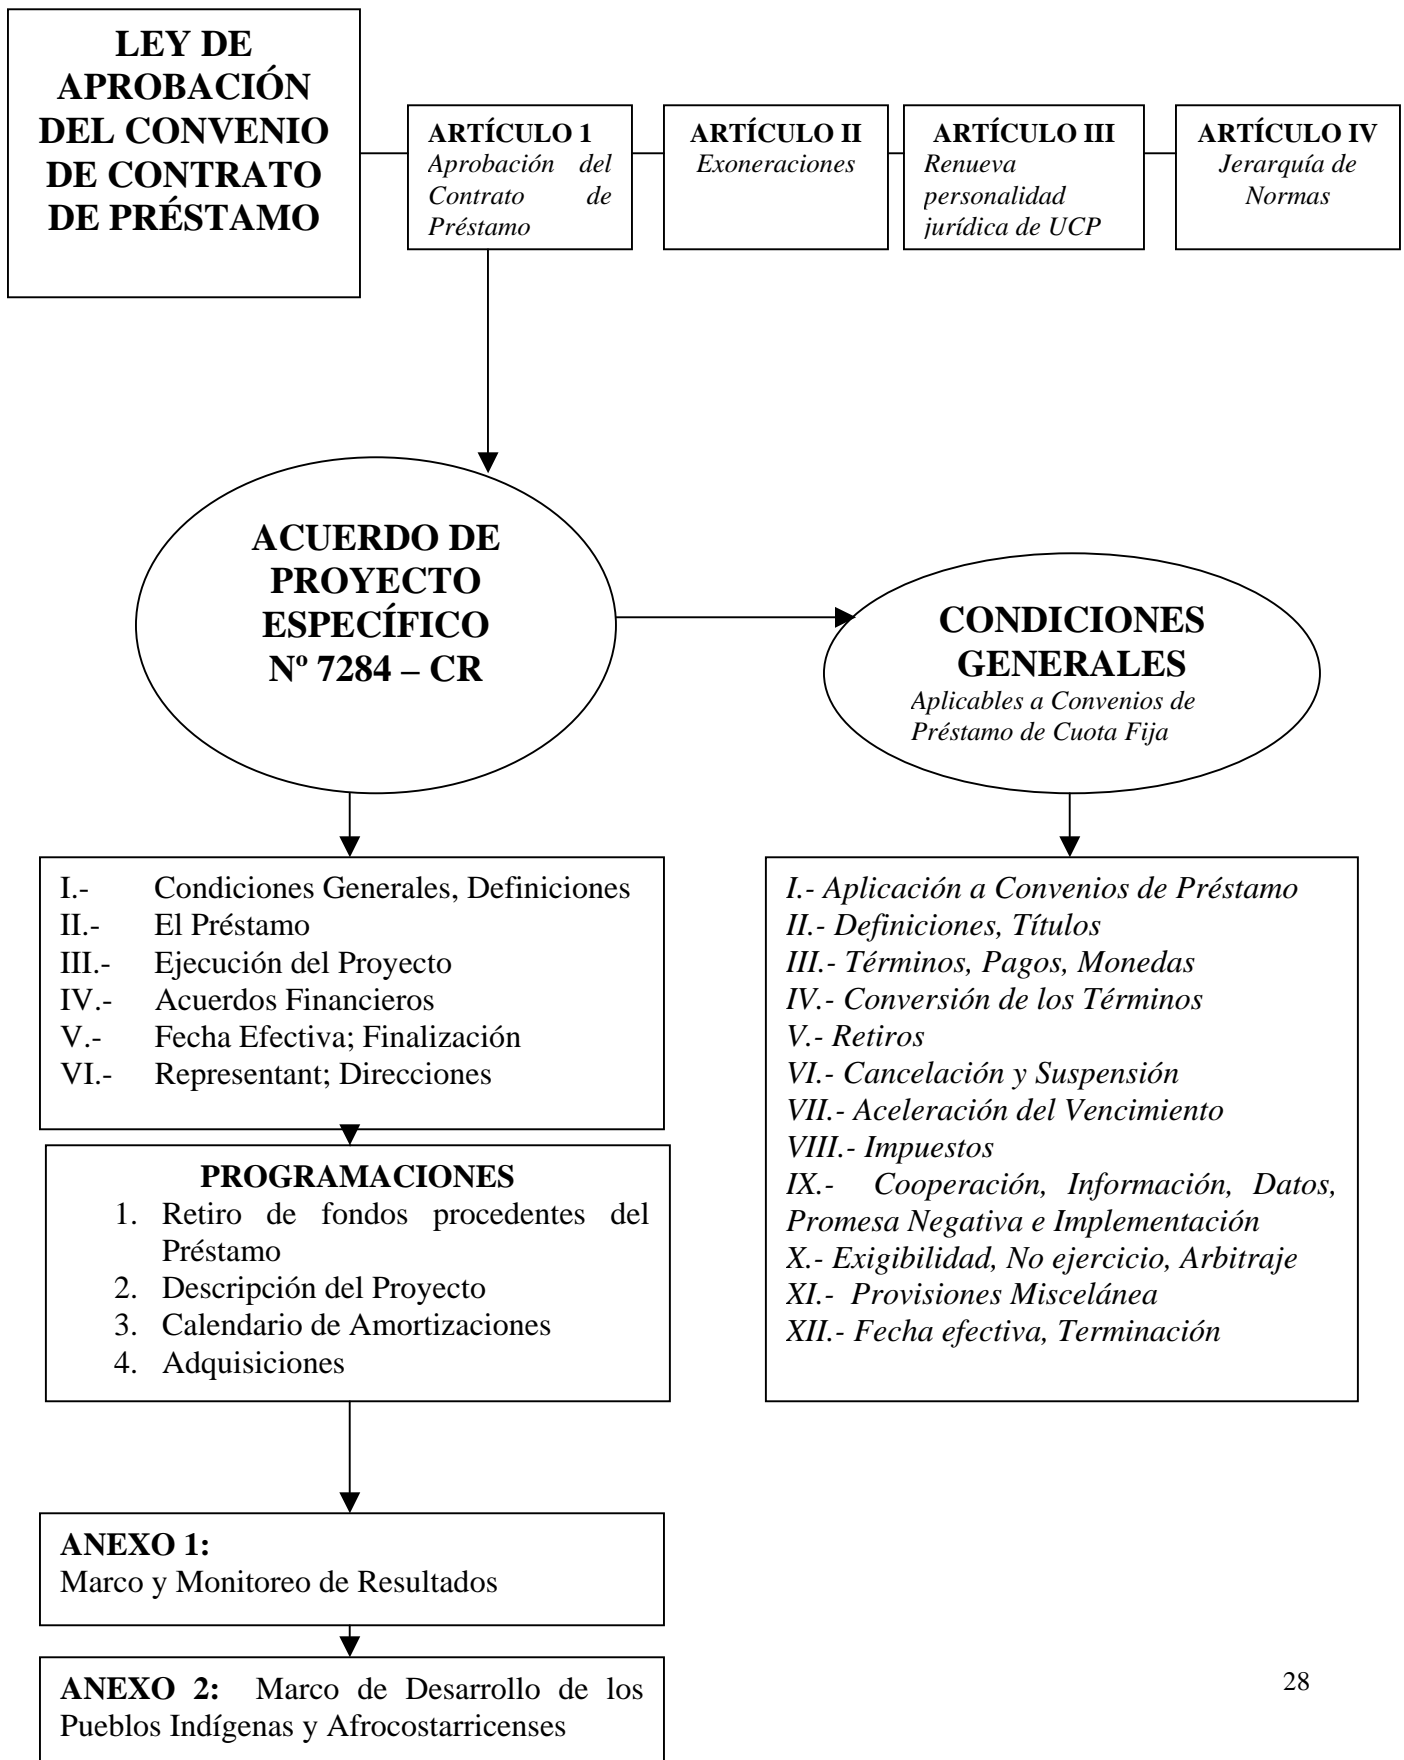 LEY DE
APROBACIÓN
DEL CONVENIO
DE CONTRATO
DE PRÉSTAMO
ARTÍCULO 1
Aprobación del
Contrato de
Préstamo
ARTÍCULO II
Exoneraciones
ARTÍCULO III
Renueva
personalidad
jurídica de UCP
ARTÍCULO IV
Jerarquía de
Normas
ACUERDO DE
PROYECTO
ESPECÍFICO
Nº 7284 – CR
CONDICIONES
GENERALES
Aplicables a Convenios de
Préstamo de Cuota Fija
I.- Condiciones Generales, Definiciones
II.- El Préstamo
III.- Ejecución del Proyecto
IV.- Acuerdos Financieros
V.- Fecha Efectiva; Finalización
VI.- Representant; Direcciones
PROGRAMACIONES
1. Retiro de fondos procedentes del
Préstamo
2. Descripción del Proyecto
3. Calendario de Amortizaciones
4. Adquisiciones
I.- Aplicación a Convenios de Préstamo
II.- Definiciones, Títulos
III.- Términos, Pagos, Monedas
IV.- Conversión de los Términos
V.- Retiros
VI.- Cancelación y Suspensión
VII.- Aceleración del Vencimiento
VIII.- Impuestos
IX.- Cooperación, Información, Datos,
Promesa Negativa e Implementación
X.- Exigibilidad, No ejercicio, Arbitraje
XI.- Provisiones Miscelánea
XII.- Fecha efectiva, Terminación
ANEXO 1:
Marco y Monitoreo de Resultados
ANEXO 2: Marco de Desarrollo de los
Pueblos Indígenas y Afrocostarricenses
28